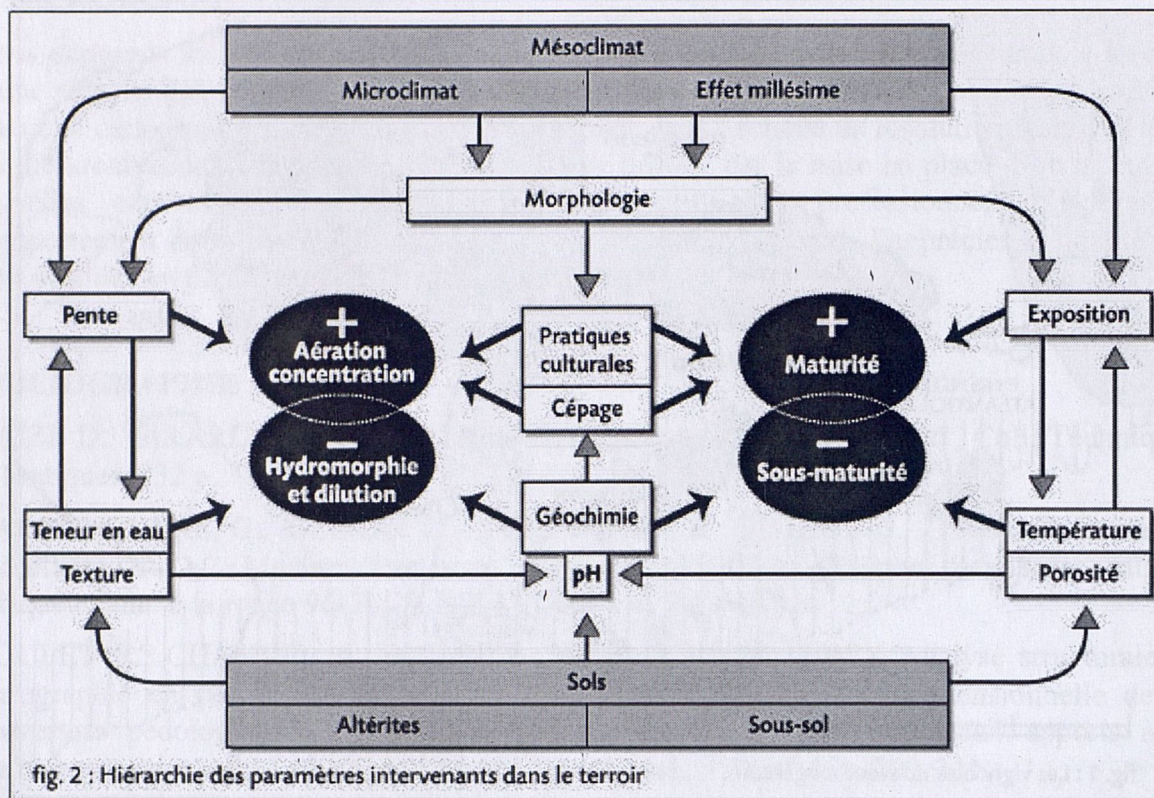 Mésoclimat
Microclimat
Effet millésime
Morphologie
Pente
+
Aération
concentration
–
Hydromorphie
et dilution
Pratiques
culturales
Cépage
+
Maturité
–
Sous-maturité
Exposition
Teneur en eau
Texture
Géochimie
pH
Température
Porosité
Sols
Altérites
Sous-sol
fig. 2 : Hiérarchie des paramètres intervenants dans le terroir